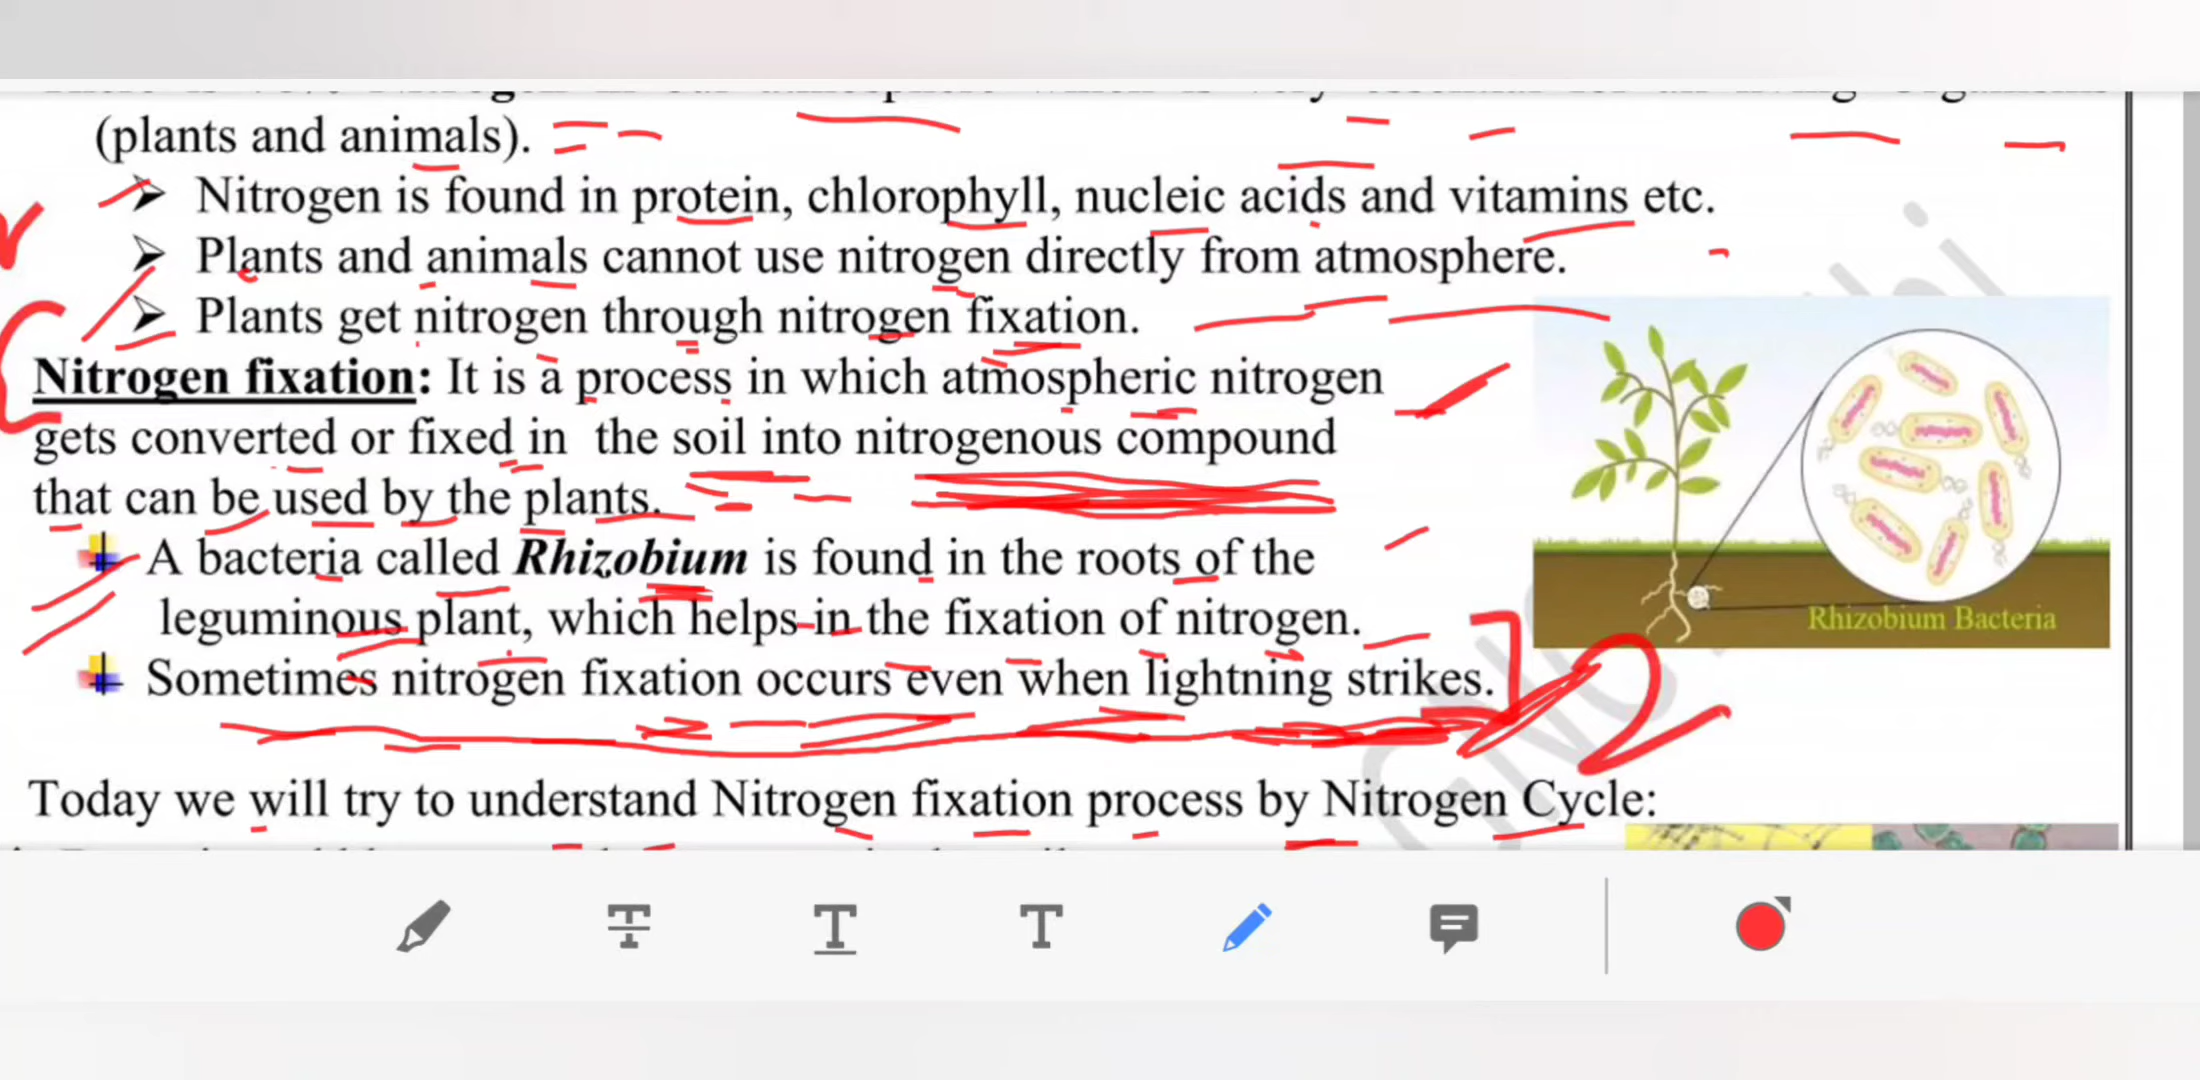 (plants and animals).
Nitrogen is found in protein, chlorophyll, nucleic acids and vitamins etc.
Plants and animals cannot use nitrogen directly from atmosphere.
Plants get nitrogen through nitrogen fixation.
Nitrogen fixation: It is a process in which atmospheric nitrogen
gets converted or fixed in the soil into nitrogenous compound
that can be used by the plants.
A bacteria called Rhizobium is found in the roots of the
leguminous plant, which helps in the fixation of nitrogen.
Sometimes nitrogen fixation occurs even when lightning strikes.
Rhizobium Bacteria
Today we will try to understand Nitrogen fixation process by Nitrogen Cycle: